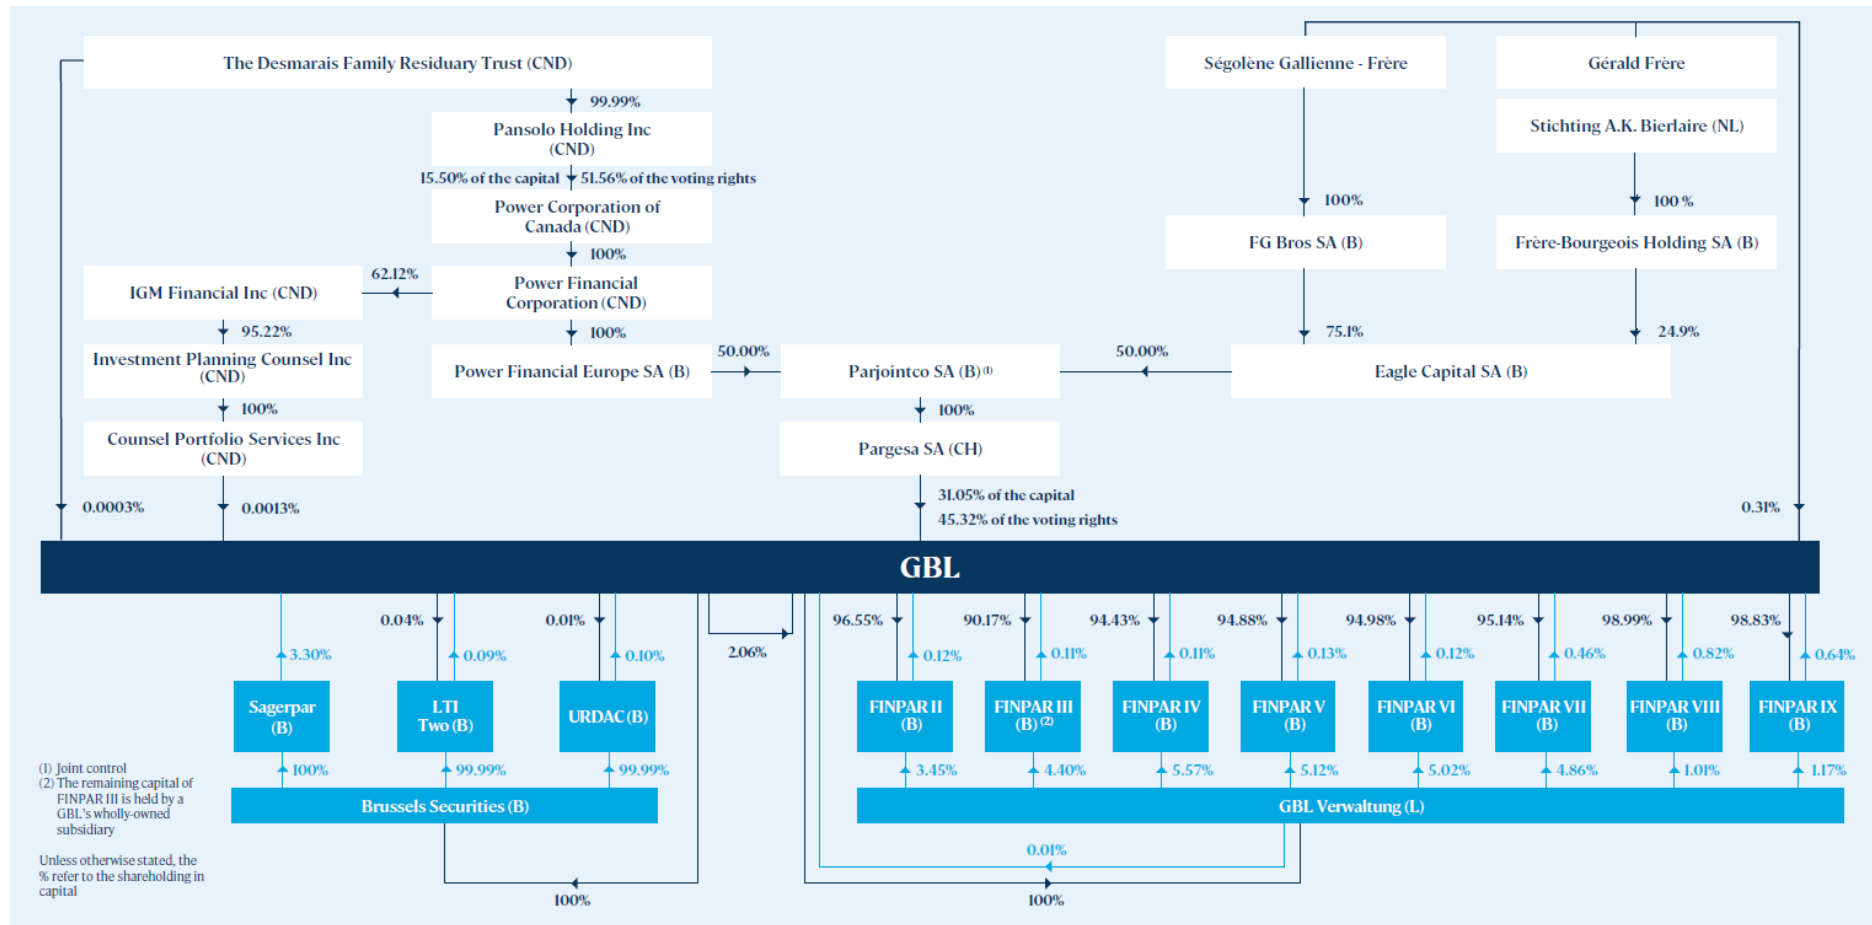 The Desmarais Family Residuary Trust (CND)
Ségolène Gallienne - Frère
Gérald Frère
99.99%
Pansolo Holding Inc
(CND)
Stichting A.K. Bierlaire (NL)
15.50% of the capital
51.56% of the voting rights
Power Corporation of
Canada (CND)
100%
100 %
FG Bros SA (B)
Frère-Bourgeois Holding SA (B)
100%
62.12%
IGM Financial Inc (CND)
Power Financial
Corporation (CND)
95.22%
100%
75.1%
24.9%
Investment Planning Counsel Inc
(CND)
Power Financial Europe SA (B)
50.00%
Parjointco SA (B) (1)
50.00%
Eagle Capital SA (B)
100%
100%
Counsel Portfolio Services Inc
(CND)
Pargesa SA (CH)
0.0003%
0.0013%
31.05% of the capital
45.32% of the voting rights
0.31%
GBL
0.04%
0.01%
96.55%
90.17%
94.43%
94.88%
94.98%
95.14%
98.99%
98.83%
3.30%
0.09%
0.10%
2.06%
0.12%
0.11%
0.11%
0.13%
0.12%
0.46%
0.82%
0.64%
Sagerpar
(B)
LTI
Two (B)
URDAC (B)
FINPAR II
(B)
FINPAR III
(B) (2)
FINPAR IV
(B)
FINPAR V
(B)
FINPAR VI
(B)
FINPAR VII
(B)
FINPAR VIII
(B)
FINPAR IX
(B)
100%
99.99%
99.99%
3.45%
4.40%
5.57%
5.12%
5.02%
4.86%
1.01%
1.17%
Brussels Securities (B)
GBL Verwaltung (L)
0.01%
100%
100%
(1) Joint control
(2) The remaining capital of
FINPAR III is held by a
GBL's wholly-owned
subsidiary
Unless otherwise stated, the
% refer to the shareholding in
capital